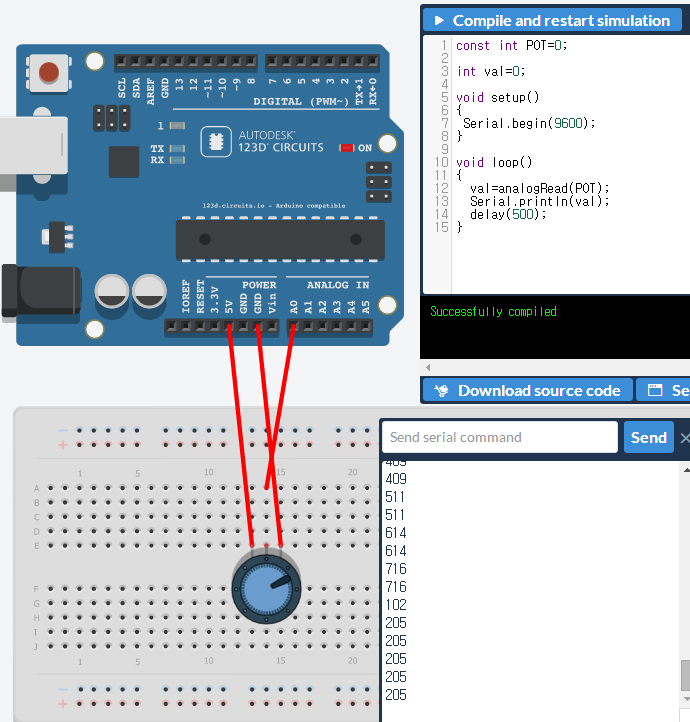 Compile and restart simulation
1 const int POT=0;
2
3 int val=0;
4
5 void setup()
6 {
7 Serial.begin(9600);
8 }
9
10 void loop()
11 {
12 val=analogRead(POT);
13 Serial.println(val);
14 delay(500);
15 }
Successfully compiled
Download source code
Se
SCL
SDA
AREF
GND
13
12
~11
~10
~9
8
7
6
5
4
3
2
TX→1
RX←0
DIGITAL (PWM~)
1
TX
RX
AUTODESK
123D® CIRCUITS
ON
123d.circuits.io - Arduino compatible
POWER
ANALOG IN
IOREF
RESET
3.3V
5V
GND
GND
Vin
A0
A1
A2
A3
A4
A5
1 5 10 15 20
A
B
C
D
E
F
G
H
I
J
1 5 10 15 20
Send serial command
Send
409
409
511
511
614
614
716
716
102
205
205
205
205
205